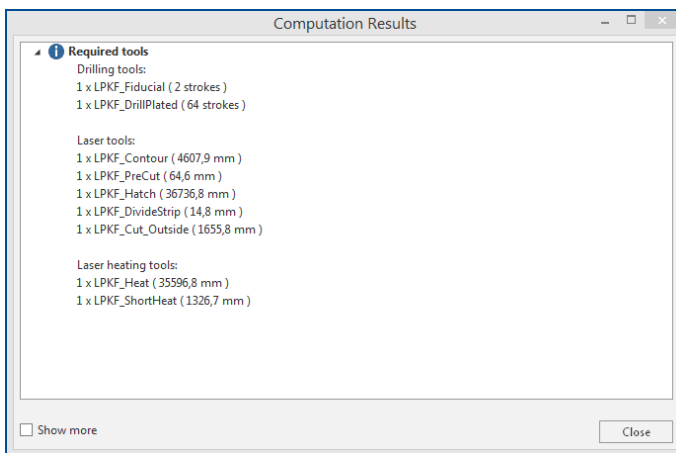 Computation Results
Required tools
Drilling tools:
1 x LPKF_Fiducial ( 2 strokes )
1 x LPKF_DrillPlated ( 64 strokes )
Laser tools:
1 x LPKF_Contour ( 4607,9 mm )
1 x LPKF_PreCut ( 64,6 mm )
1 x LPKF_Hatch ( 36736,8 mm )
1 x LPKF_DivideStrip ( 14,8 mm )
1 x LPKF_Cut_Outside ( 1655,8 mm )
Laser heating tools:
1 x LPKF_Heat ( 35596,8 mm )
1 x LPKF_ShortHeat ( 1326,7 mm )
Show more
Close